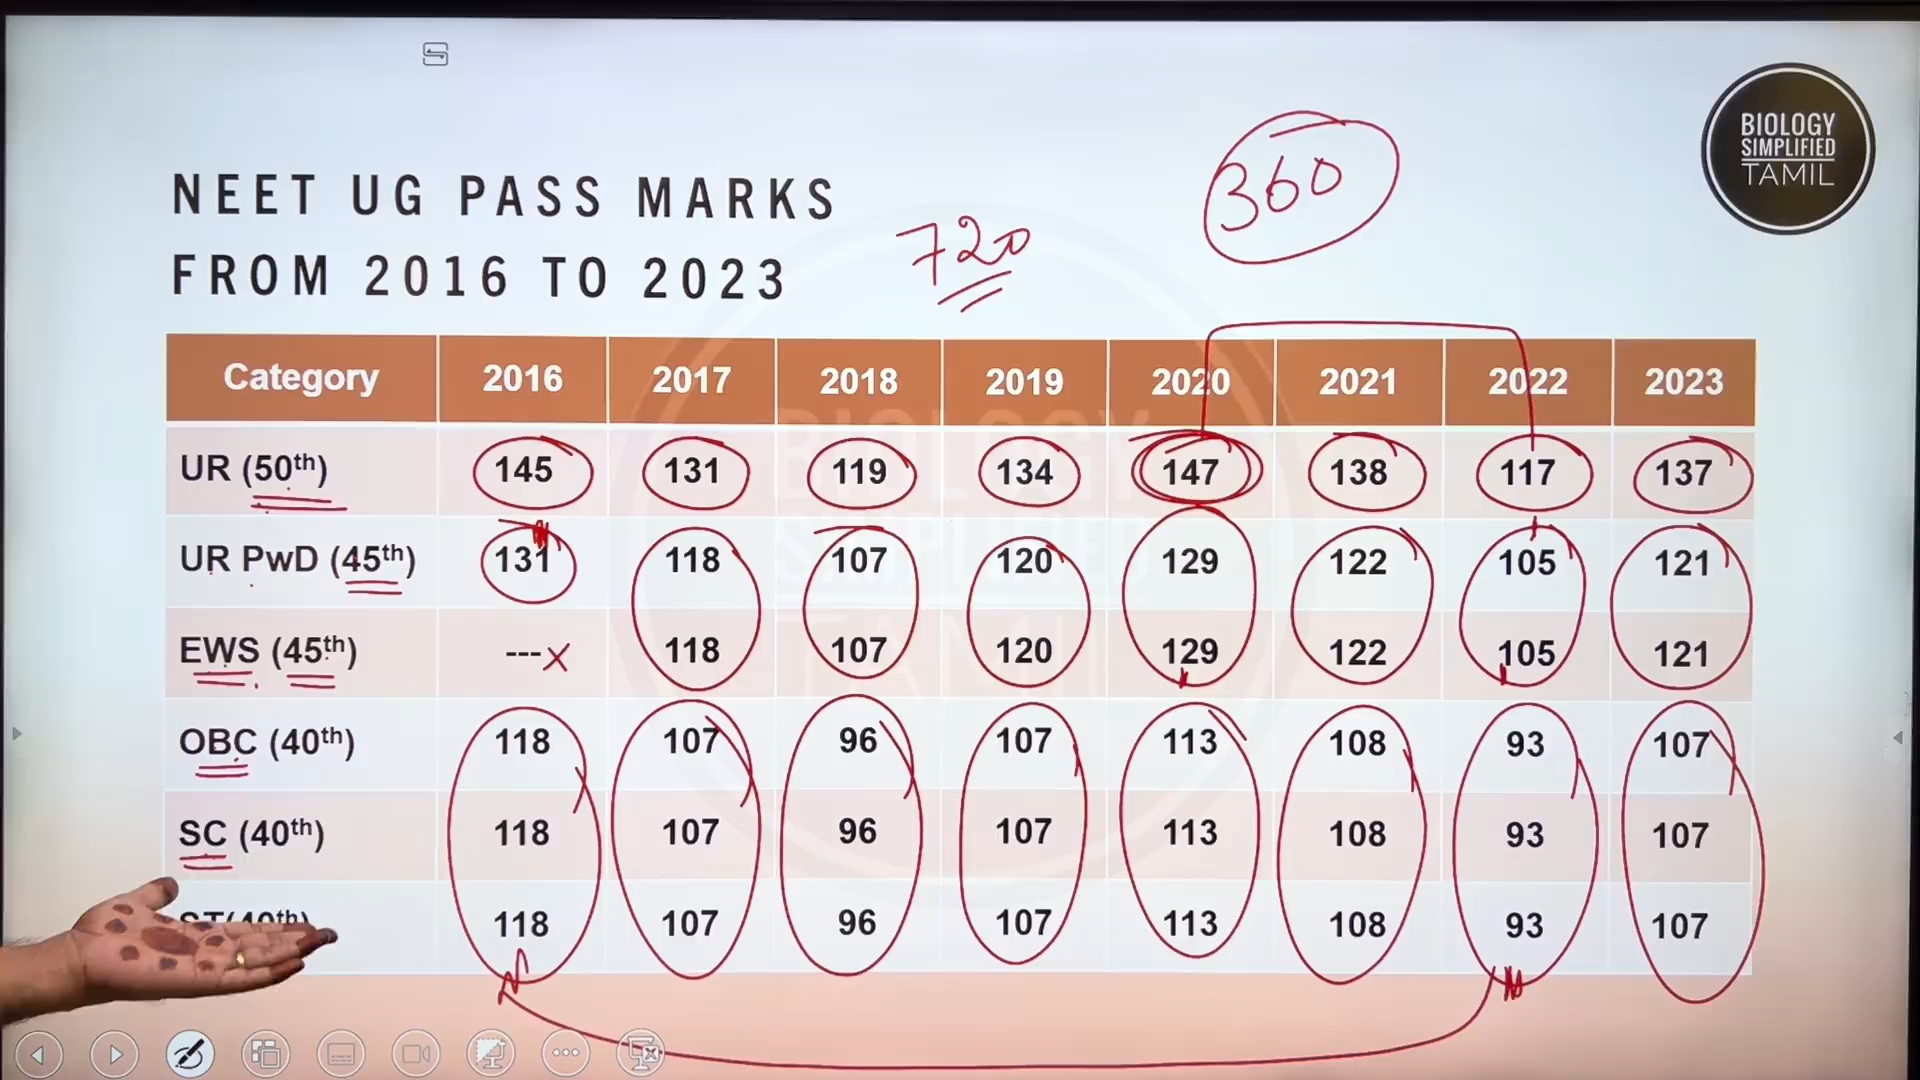 BIOLOGY
SIMPLIFIED
TAMIL
360
NEET UG PASS MARKS
720
FROM 2016 TO 2023
Category 2016 2017 2018 2019 2020 2021 2022 2023
UR (50th) 145 131 119 134 147 138 117 137
UR PwD (45th) 131 118 107 120 129 122 105 121
EWS (45th) --- x 118 107 120 129 122 105 121
OBC (40th) 118 107 96 107 113 108 93 107
SC (40th) 118 107 96 107 113 108 93 107
ST(40th) 118 107 96 107 113 108 93 107